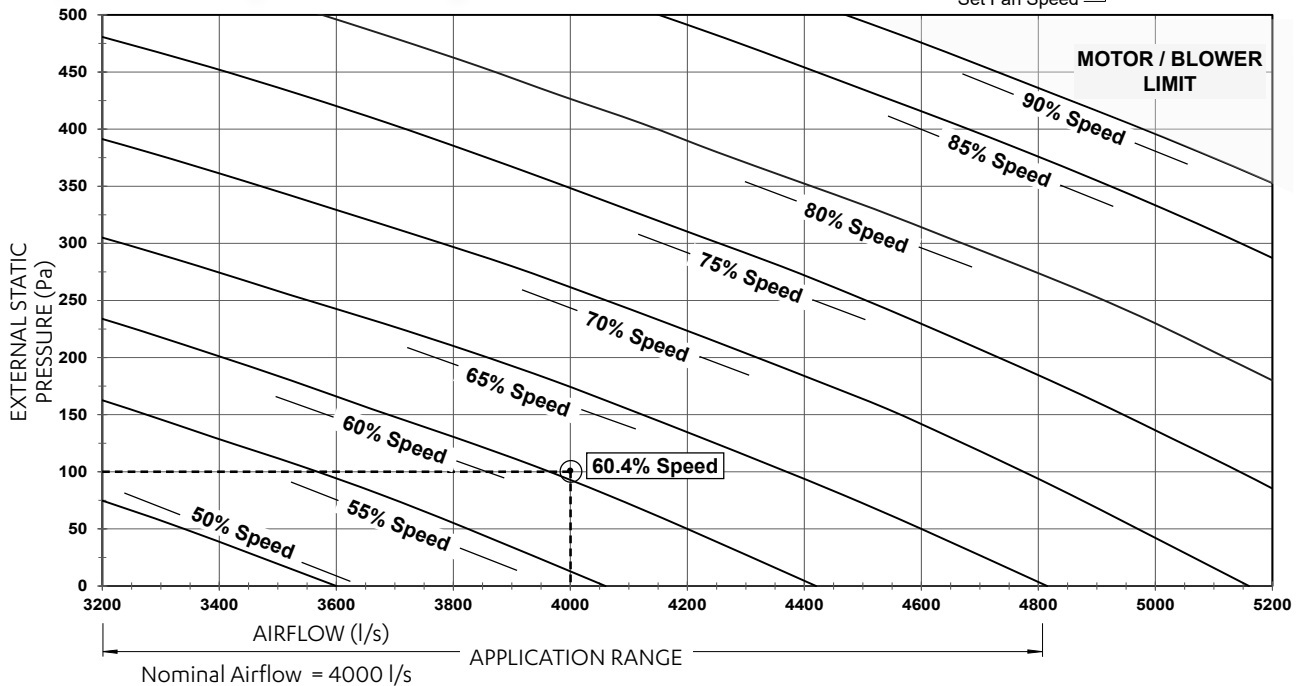 Set Fan Speed
500
450
400
350
300
250
200
150
100
50
0
EXTERNAL STATIC
PRESSURE (Pa)
MOTOR / BLOWER
LIMIT
90% Speed
85% Speed
80% Speed
75% Speed
70% Speed
65% Speed
60% Speed
60.4% Speed
55% Speed
50% Speed
3200 3400 3600 3800 4000 4200 4400 4600 4800 5000 5200
AIRFLOW (l/s)
APPLICATION RANGE
Nominal Airflow = 4000 l/s